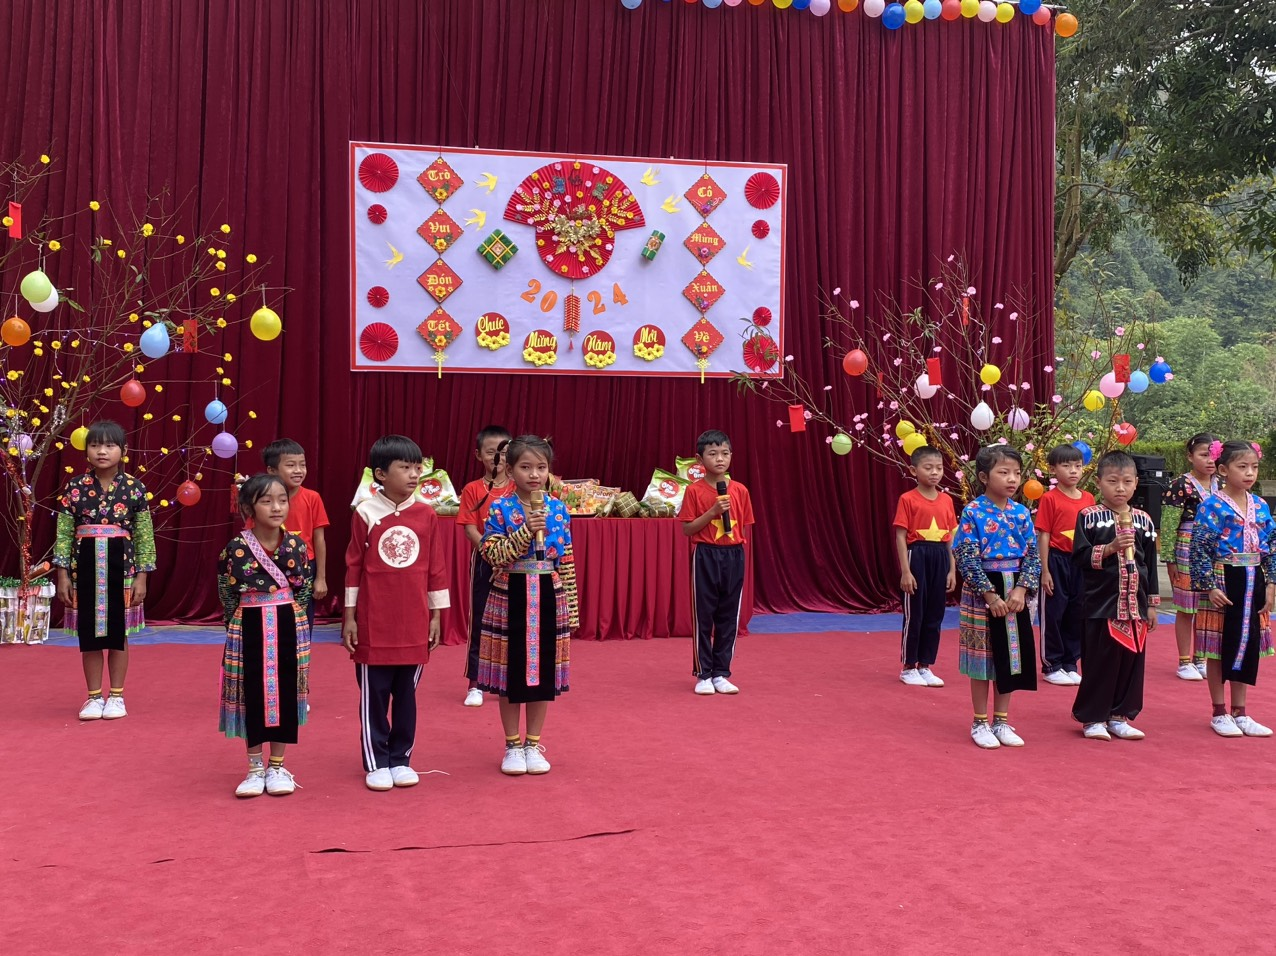 Trò
Vui
Đón
Tết
Cô
Mừng
Xuân
Về
2024
Chúc
Mừng
Năm
Mới